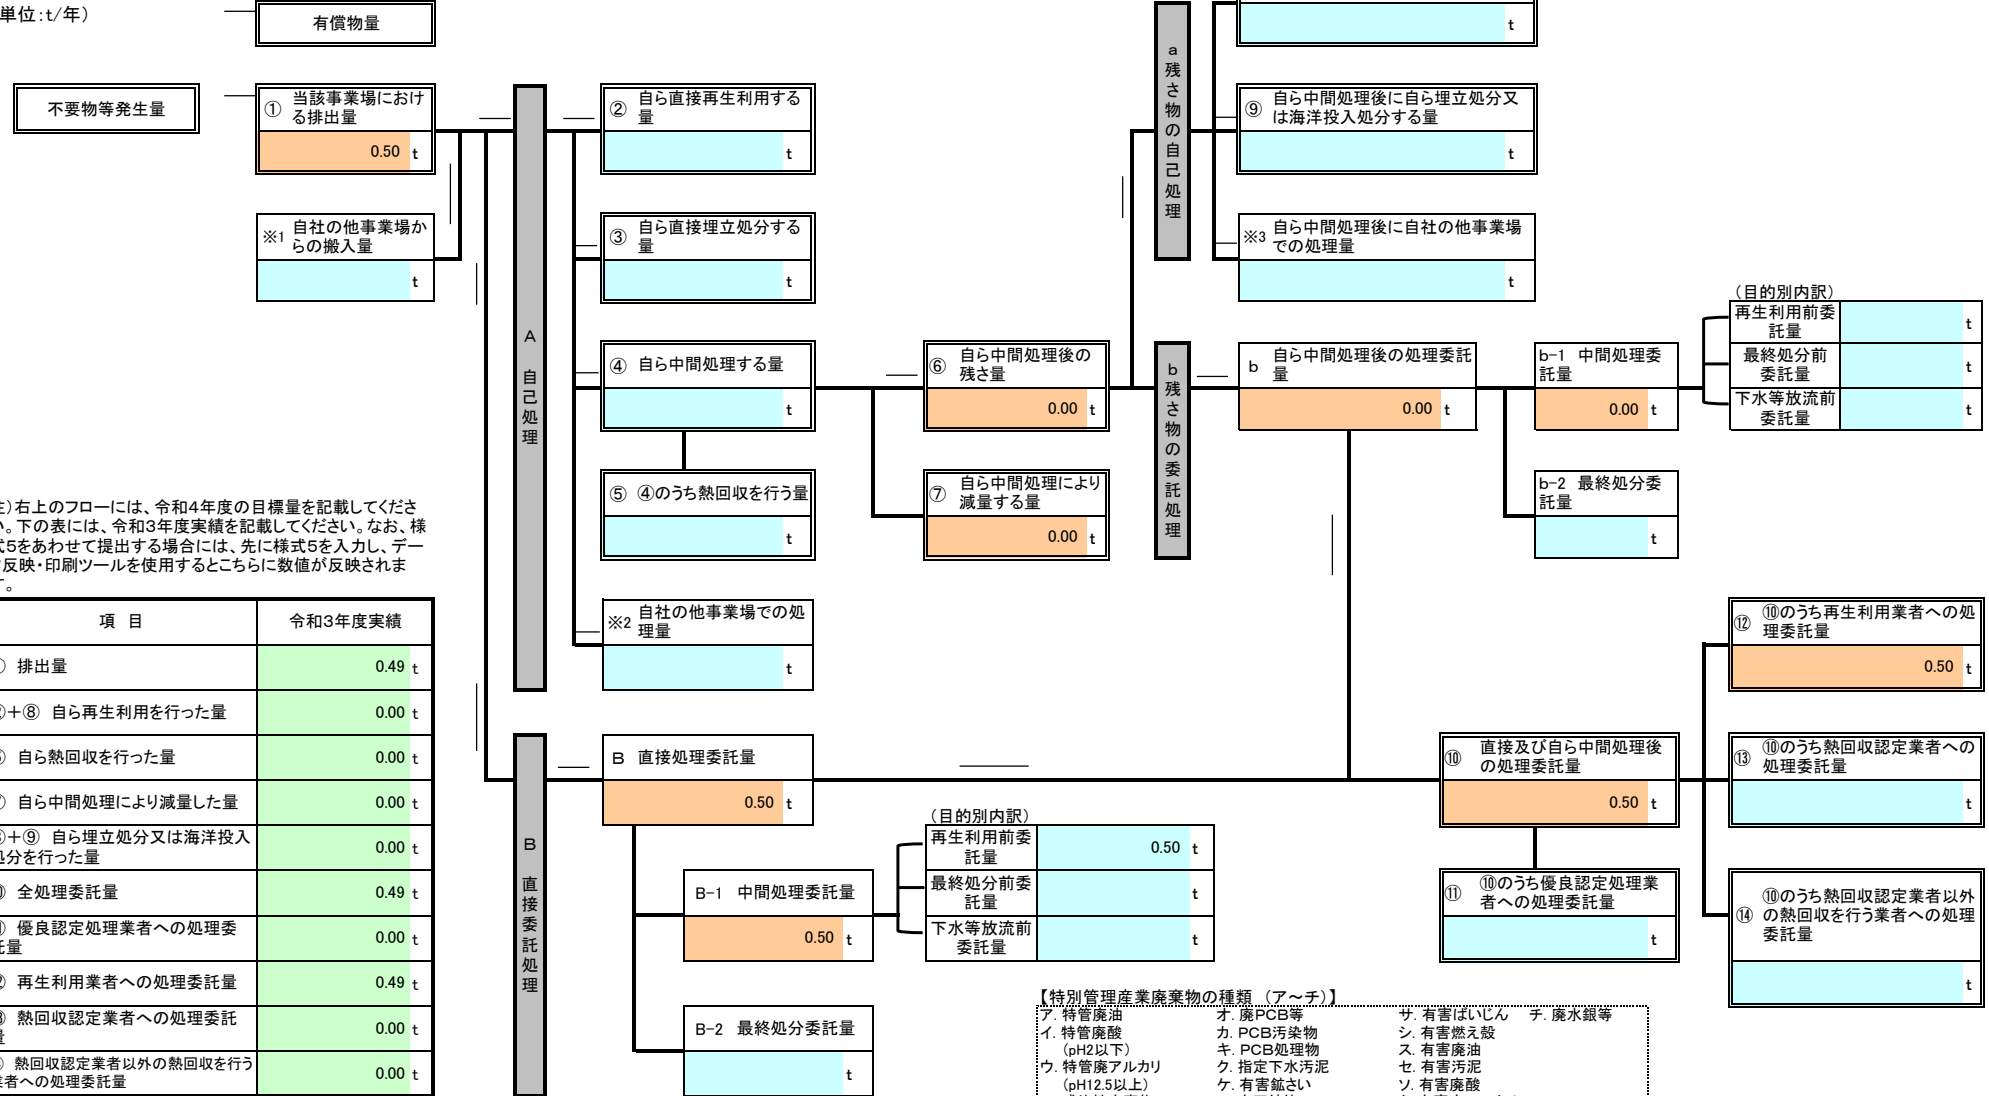 単位：t/年）
有償物量
不要物等発生量
① 当該事業場におけ
る排出量
0.50 t
※1 自社の他事業場か
らの搬入量
t
A 自己処理
② 自ら直接再生利用する
量
t
③ 自ら直接埋立処分する
量
t
④ 自ら中間処理する量
t
⑤ ④のうち熱回収を行う量
t
※2 自社の他事業場での処
理量
t
⑥ 自ら中間処理後の
残さ量
0.00 t
⑦ 自ら中間処理により
減量する量
0.00 t
a 残さ物の自己処理
t
⑨ 自ら中間処理後に自ら埋立処分又
は海洋投入処分する量
t
※3 自ら中間処理後に自社の他事業場
での処理量
t
b 残さ物の委託処理
b 自ら中間処理後の処理委託
量
0.00 t
b-1 中間処理委
託量
0.00 t
（目的別内訳）
再生利用前委
託量
t
最終処分前
委託量
t
下水等放流前
委託量
t
b-2 最終処分委
託量
t
）右上のフローには、令和4年度の目標量を記載してくださ
。下の表には、令和3年度実績を記載してください。なお、様
5をあわせて提出する場合には、先に様式5を入力し、デー
反映・印刷ツールを使用するとこちらに数値が反映されま
。
項 目 令和3年度実績
排出量 0.49 t
＋⑧ 自ら再生利用を行った量 0.00 t
自ら熱回収を行った量 0.00 t
自ら中間処理により減量した量 0.00 t
＋⑨ 自ら埋立処分又は海洋投入
処分を行った量 0.00 t
全処理委託量 0.49 t
優良認定処理業者への処理委
託量 0.00 t
再生利用業者への処理委託量 0.49 t
熱回収認定業者への処理委託
量 0.00 t
熱回収認定業者以外の熱回収を行う
業者への処理委託量 0.00 t
B 直接委託処理
B 直接処理委託量
0.50 t
B-1 中間処理委託量
0.50 t
（目的別内訳）
再生利用前委
託量
0.50 t
最終処分前委
託量
t
下水等放流前
委託量
t
B-2 最終処分委託量
t
⑩ 直接及び自ら中間処理後
の処理委託量
0.50 t
⑪ ⑩のうち優良認定処理業
者への処理委託量
t
⑫ ⑩のうち再生利用業者への処
理委託量
0.50 t
⑬ ⑩のうち熱回収認定業者への
処理委託量
t
⑭ ⑩のうち熱回収認定業者以外
の熱回収を行う業者への処理
委託量
t
【特別管理産業廃棄物の種類 （ア～チ）】
ア．特管廃油 オ．廃PCB等 サ．有害ばいじん チ．廃水銀等
イ．特管廃酸 カ．PCB汚染物 シ．有害燃え殻
（pH2以下） キ．PCB処理物 ス．有害廃油
ウ．特管廃アルカリ ク．指定下水汚泥 セ．有害汚泥
（pH12.5以上） ケ．有害鉱さい ソ．有害廃酸